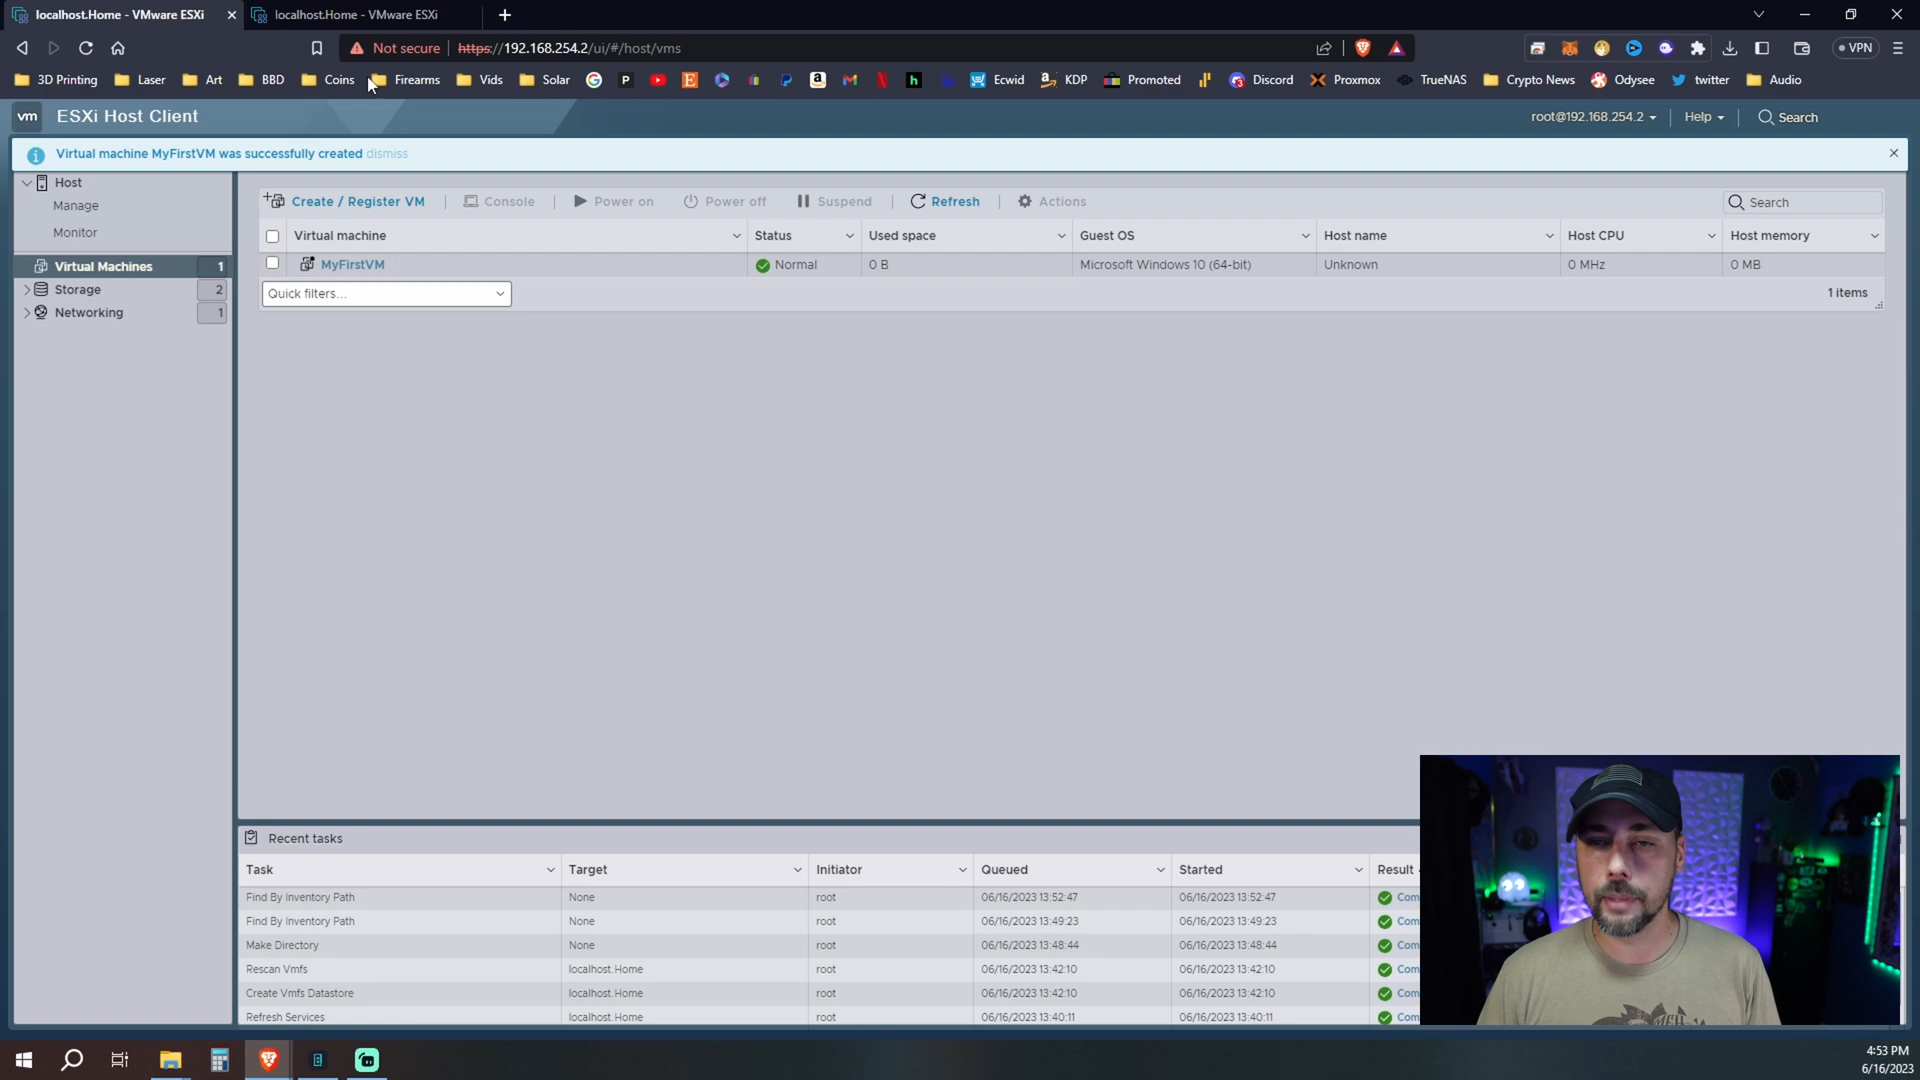 localhost.Home - VMware ESXi
localhost.Home - VMware ESXi
Not secure
https://192.168.254.2/ui/#/host/vms
VPN
3D Printing
Laser
Art
BBD
Coins
Firearms
Vids
Solar
Ecwid
KDP
Promoted
Discord
Proxmox
TrueNAS
Crypto News
Odysee
twitter
Audio
vm
ESXi Host Client
root@192.168.254.2
Help
Search
Virtual machine MyFirstVM was successfully created dismiss
Host
Manage
Monitor
Virtual Machines 1
Storage 2
Networking 1
Create / Register VM
Console
Power on
Power off
Suspend
Refresh
Actions
Search
Virtual machine Status Used space Guest OS Host name Host CPU Host memory
MyFirstVM Normal 0 B Microsoft Windows 10 (64-bit) Unknown 0 MHz 0 MB
Quick filters...
1 items
Recent tasks
Task Target Initiator Queued Started Result
Find By Inventory Path None root 06/16/2023 13:52:47 06/16/2023 13:52:47 Com
Find By Inventory Path None root 06/16/2023 13:49:23 06/16/2023 13:49:23 Com
Make Directory None root 06/16/2023 13:48:44 06/16/2023 13:48:44 Com
Rescan Vmfs localhost.Home root 06/16/2023 13:42:10 06/16/2023 13:42:10 Com
Create Vmfs Datastore localhost.Home root 06/16/2023 13:42:10 06/16/2023 13:42:10 Com
Refresh Services localhost.Home root 06/16/2023 13:40:11 06/16/2023 13:40:11 Com
4:53 PM
6/16/2023